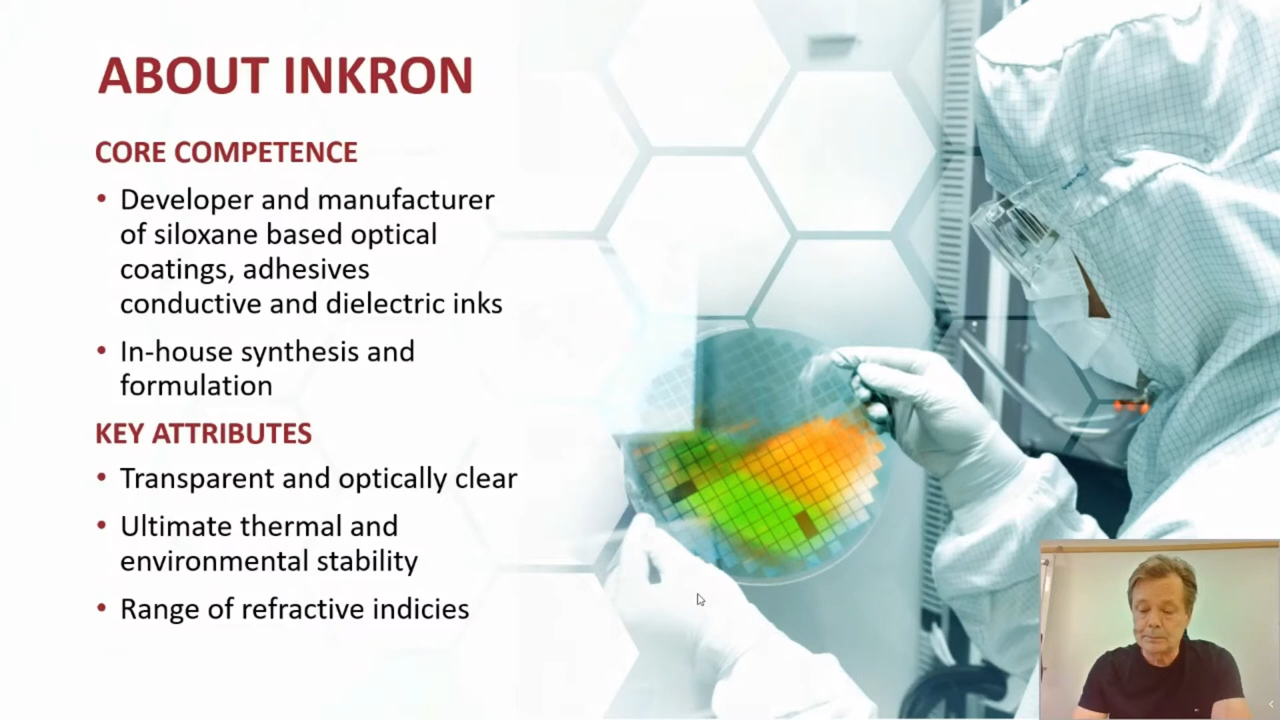 ABOUT INKRON
CORE COMPETENCE
• Developer and manufacturer
of siloxane based optical
coatings, adhesives
conductive and dielectric inks
• In-house synthesis and
formulation
KEY ATTRIBUTES
• Transparent and optically clear
• Ultimate thermal and
environmental stability
• Range of refractive indicies